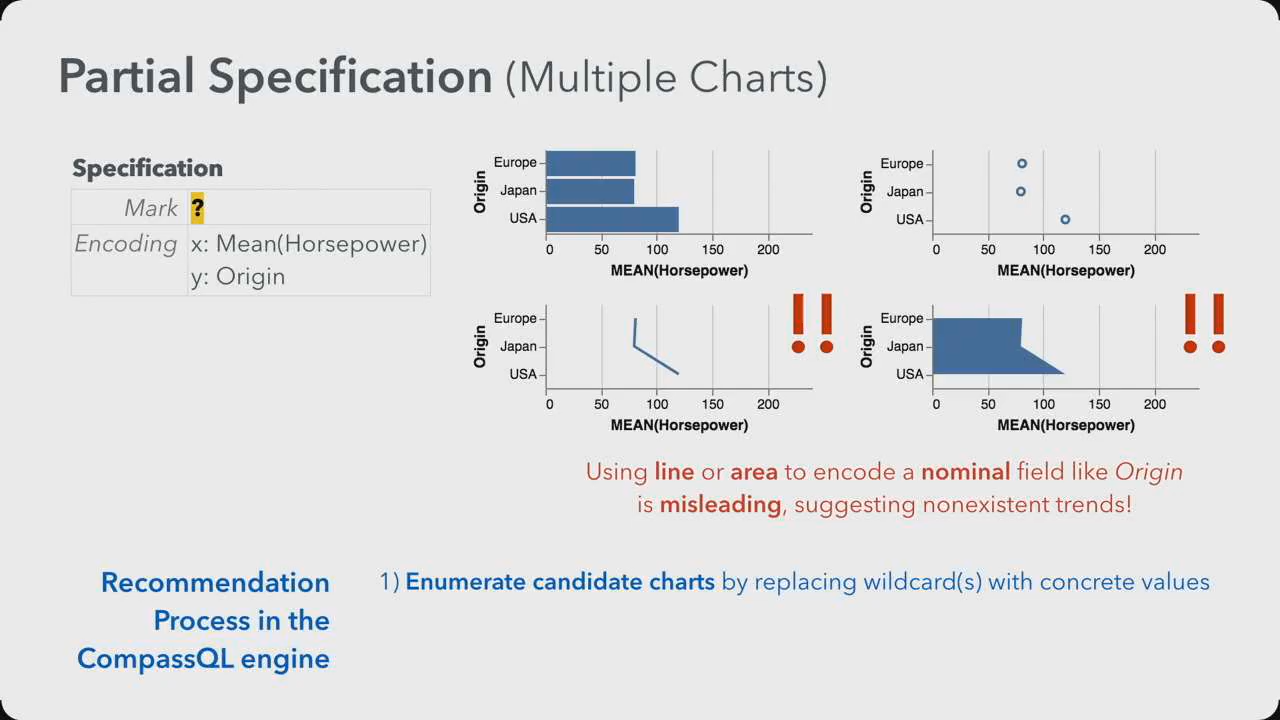 Partial Specification (Multiple Charts)
Specification
Mark ?
Encoding x: Mean(Horsepower)
y: Origin
Origin
Europe
Japan
USA
0 50 100 150 200
MEAN(Horsepower)
Origin
Europe
Japan
USA
0 50 100 150 200
MEAN(Horsepower)
Origin
Europe
Japan
USA
0 50 100 150 200
MEAN(Horsepower)
!!
Origin
Europe
Japan
USA
0 50 100 150 200
MEAN(Horsepower)
!!
Using line or area to encode a nominal field like Origin
is misleading, suggesting nonexistent trends!
Recommendation
Process in the
CompassQL engine
1) Enumerate candidate charts by replacing wildcard(s) with concrete values